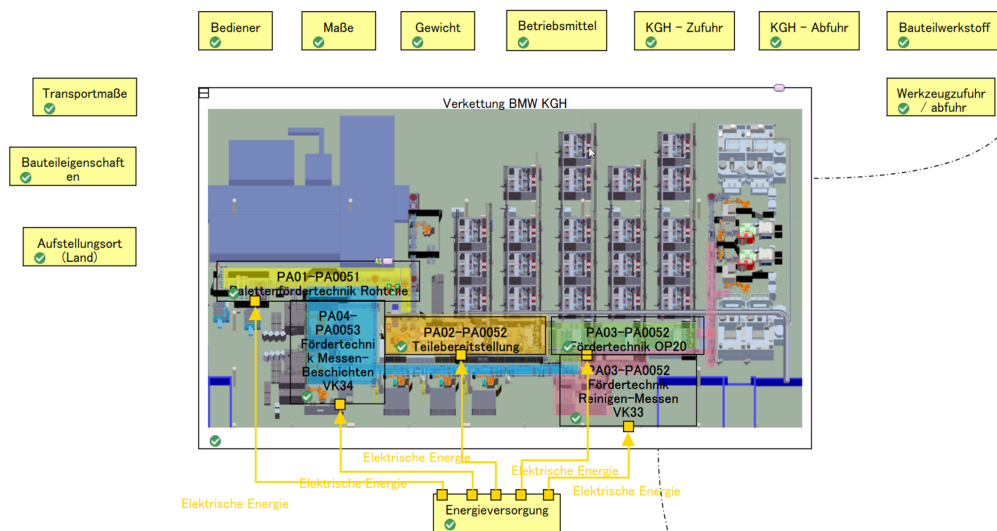 Bediener
Maße
Gewicht
Betriebsmittel
KGH - Zufuhr
KGH - Abfuhr
Bauteilwerkstoff
Transportmaße
Werkzeugzufuhr
/ abfuhr
Verkettung BMW KGH
Bauteileigenschaft
en
Aufstellungsort
(Land)
PA01-PA0051
Palettenfördertechnik Rohteile
PA04-
PA0053
Fördertechni
k Messen-
Beschichten
VK34
PA02-PA0052
Teilebereitstellung
PA03-PA0052
Fördertechnik OP20
PA03-PA0052
Fördertechnik
Reinigen-Messen
VK33
Elektrische Energie
Elektrische Energie
Elektrische Energie
Elektrische Energie
Elektrische Energie
Energieversorgung